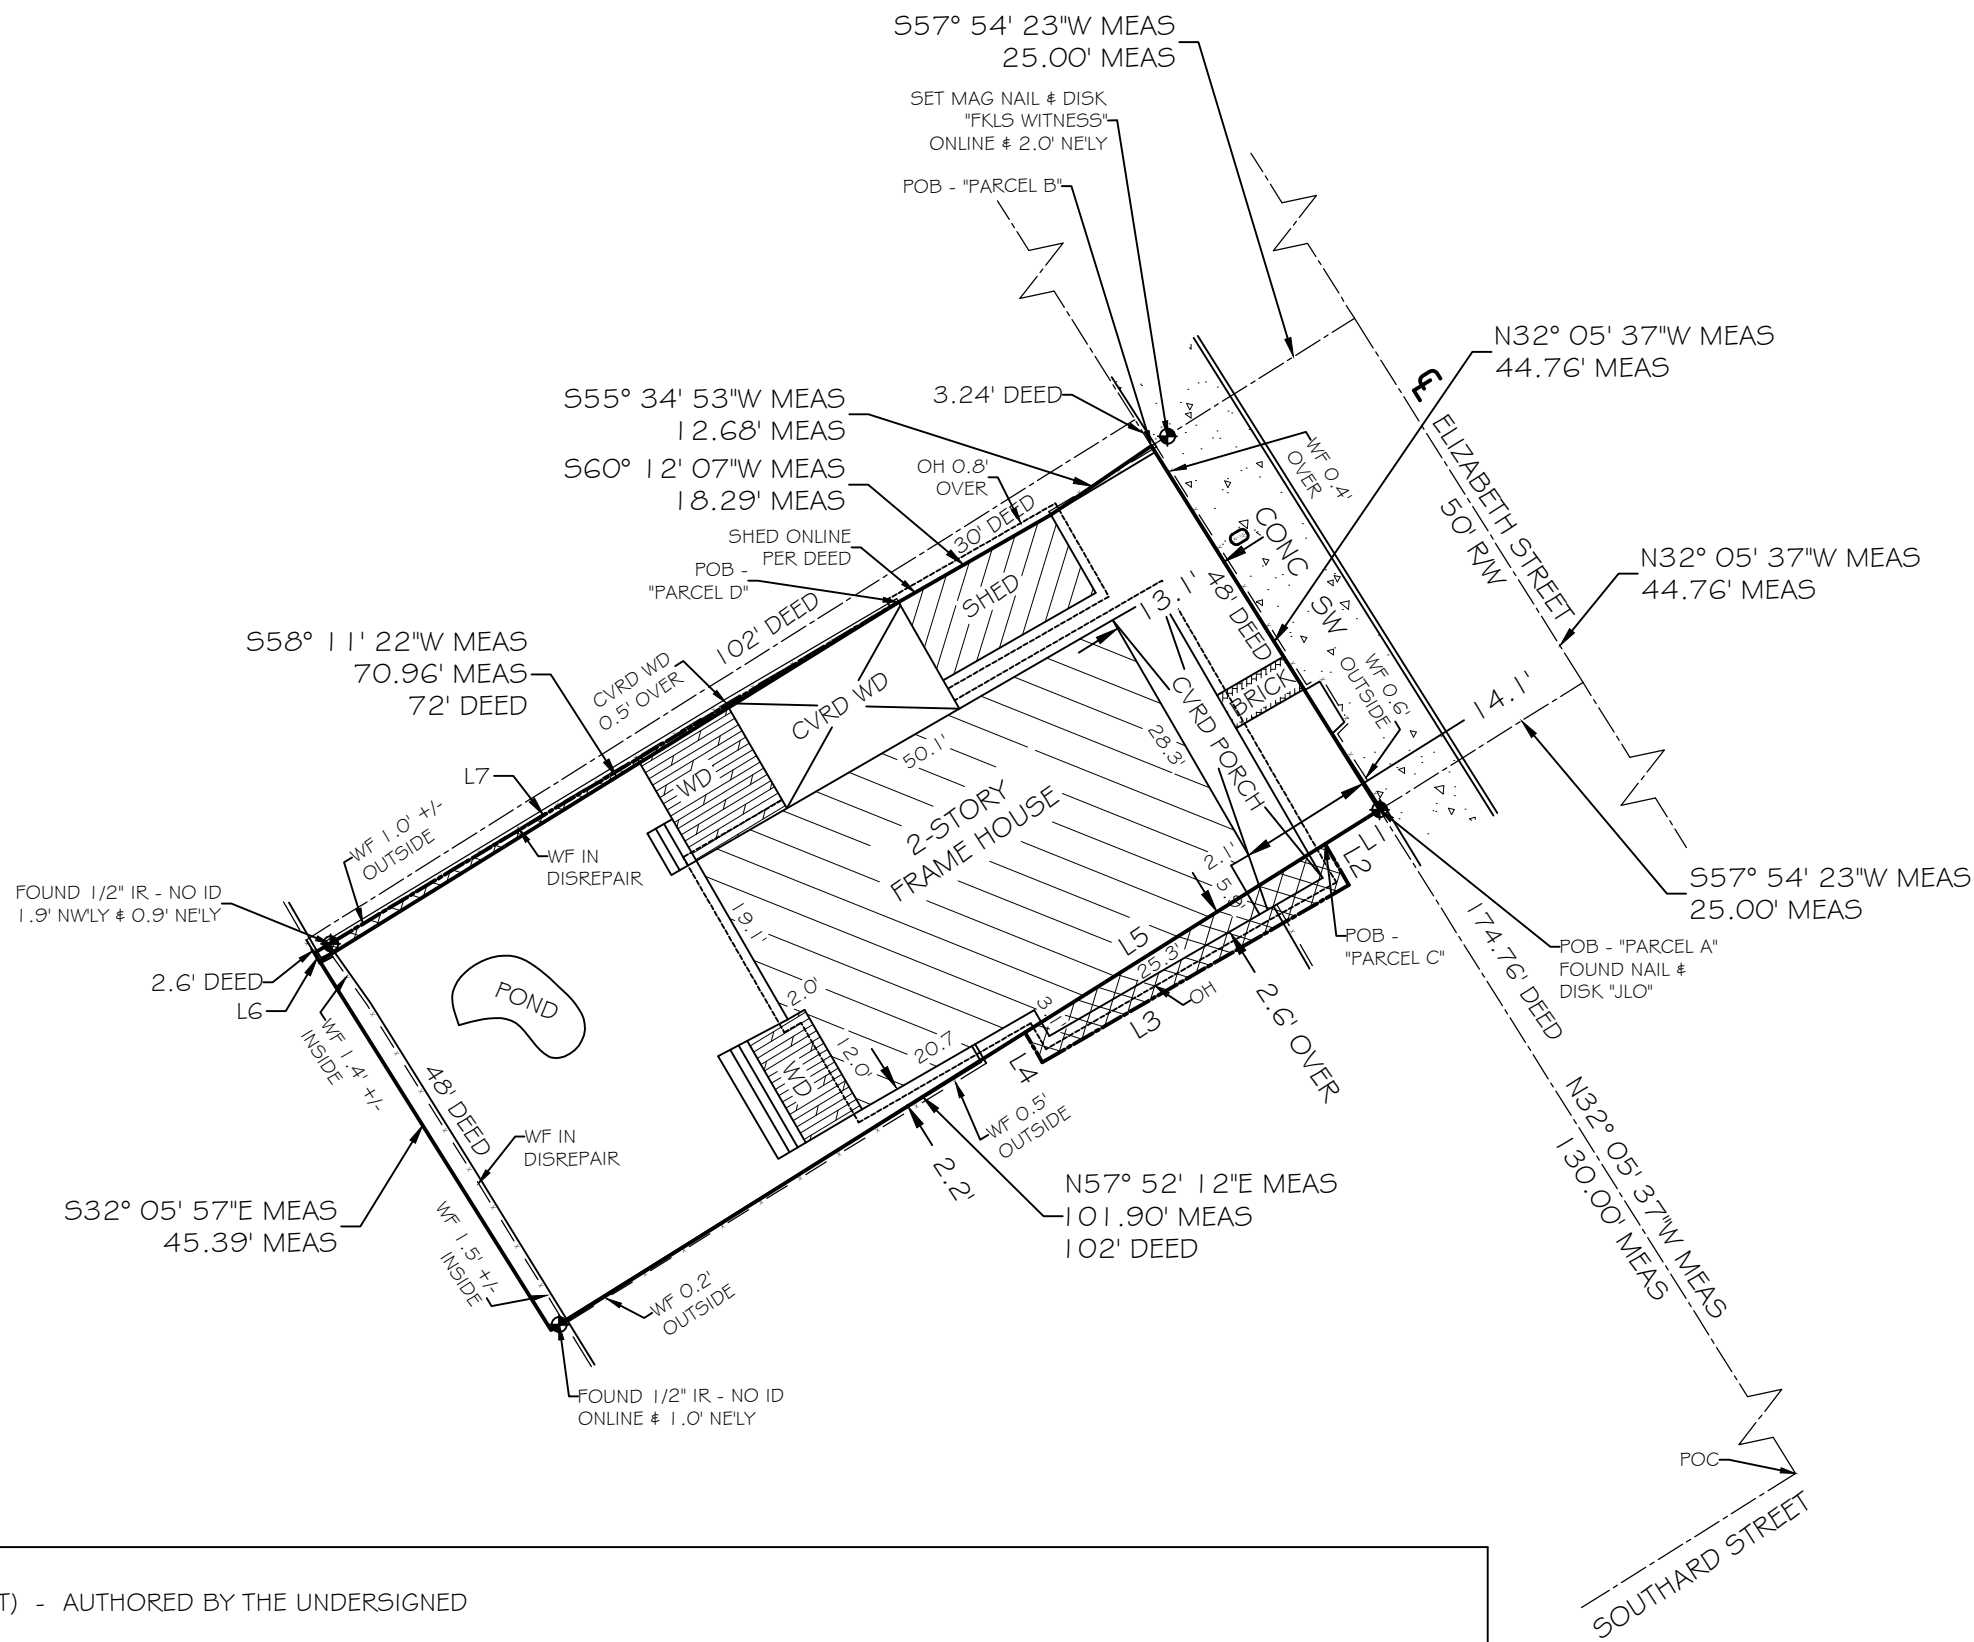 S57° 54' 23"W MEAS
25.00' MEAS
SET MAG NAIL & DISK
"FKLS WITNESS"
ONLINE & 2.0' NE'LY
POB - "PARCEL B"
N32° 05' 37"W MEAS
44.76' MEAS
S55° 34' 53"W MEAS
12.68' MEAS
3.24' DEED
S60° 12' 07"W MEAS
18.29' MEAS
OH 0.8'
OVER
SHED ONLINE
PER DEED
POB -
"PARCEL D"
30' DEED
SHED
WF 0.4'
OVER
CONC
SW
ELIZABETH STREET
50' R/W
N32° 05' 37"W MEAS
44.76' MEAS
S58° 11' 22"W MEAS
70.96' MEAS
72' DEED
102' DEED
CVRD WD
0.5' OVER
CVRD WD
13.1'
48' DEED
BRICK
WF 0.6'
OUTSIDE
14.1'
CVRD PORCH
28.3'
50.1'
2-STORY
FRAME HOUSE
WD
L7
WF 1.0' +/-
OUTSIDE
WF IN
DISREPAIR
FOUND 1/2" IR - NO ID
1.9' NW'LY & 0.9' NE'LY
2.6' DEED
L6
POND
WF 1.4' +/-
INSIDE
19.1'
2.0'
WD
12.0'
20.7
L5
25.3'
2.1'
5.9'
L1
L2
S57° 54' 23"W MEAS
25.00' MEAS
POB -
"PARCEL C"
POB - "PARCEL A"
FOUND NAIL &
DISK "JLO"
174.76' DEED
OH
L3
L4
3
2.6' OVER
WF 0.5'
OUTSIDE
2.2'
48' DEED
WF IN
DISREPAIR
S32° 05' 57"E MEAS
45.39' MEAS
WF 1.5' +/-
INSIDE
N57° 52' 12"E MEAS
101.90' MEAS
102' DEED
WF 0.2'
OUTSIDE
N32° 05' 37"W MEAS
130.00' MEAS
FOUND 1/2" IR - NO ID
ONLINE & 1.0' NE'LY
POC
SOUTHARD STREET
T) - AUTHORED BY THE UNDERSIGNED